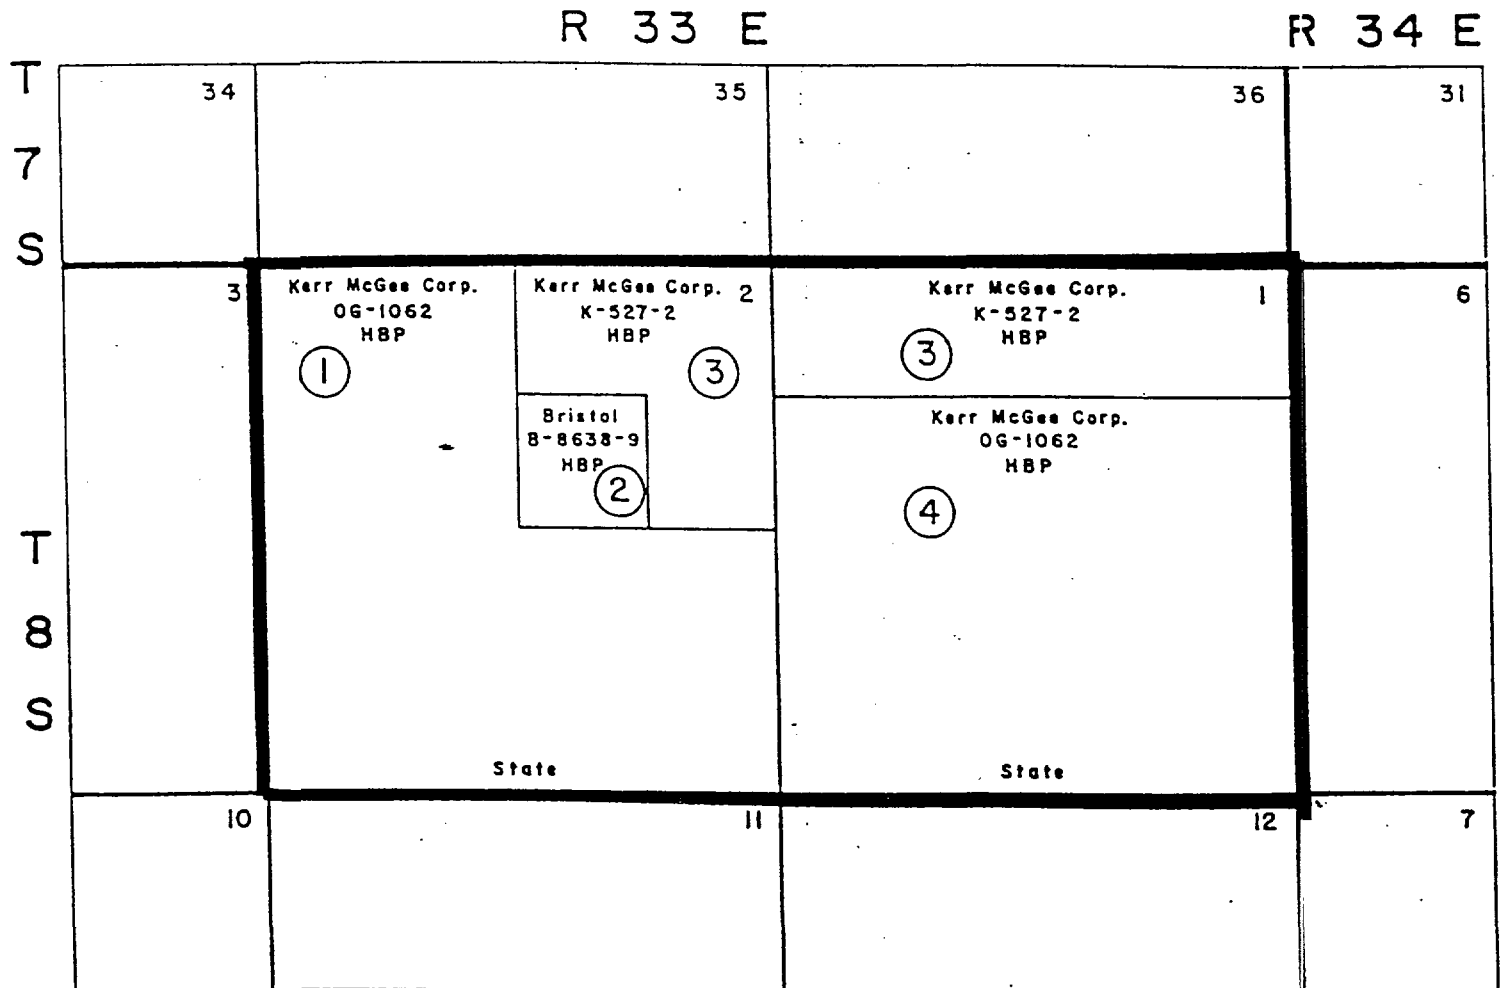 R 33 E
R 34 E
T
7
S
34
35
36
31
3
Kerr McGee Corp.
OG-1062
HBP
1
Kerr McGee Corp.
K-527-2
HBP
2
3
Kerr McGee Corp.
K-527-2
HBP
1
3
6
Bristol
B-8638-9
HBP
2
Kerr McGee Corp.
OG-1062
HBP
4
T
8
S
State
State
10
11
12
7